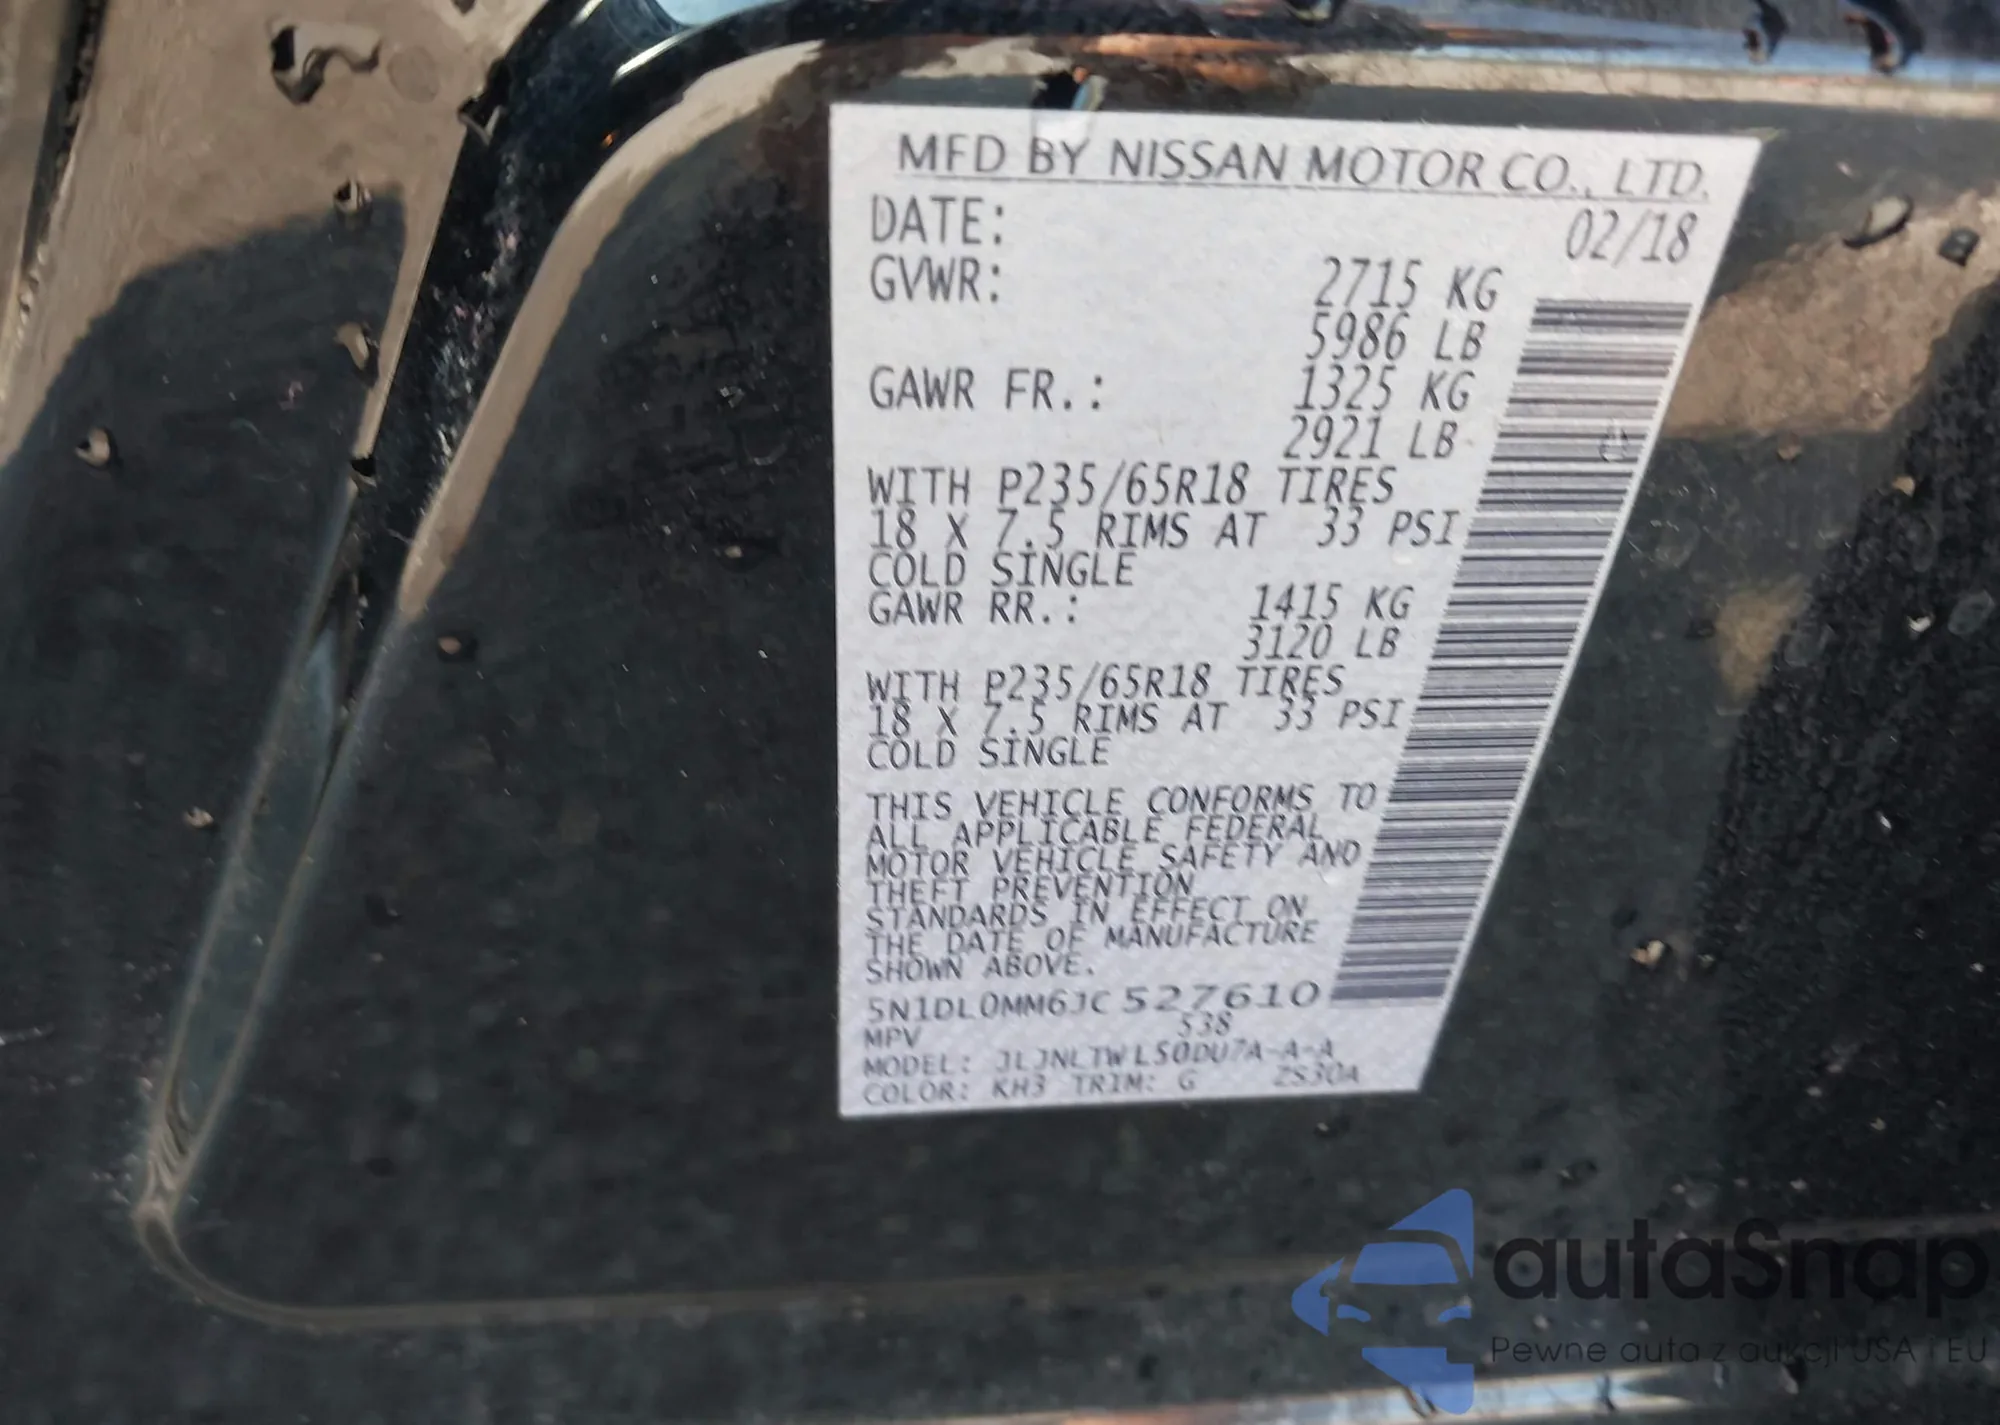 MFD BY NISSAN MOTOR CO., LTD.
DATE: 02/18
GVWR: 2715 KG
5986 LB
GAWR FR.: 1325 KG
2921 LB
WITH P235/65R18 TIRES
18 X 7.5 RIMS AT 33 PSI
COLD SINGLE
GAWR RR.: 1415 KG
3120 LB
WITH P235/65R18 TIRES
18 X 7.5 RIMS AT 33 PSI
COLD SINGLE
THIS VEHICLE CONFORMS TO
ALL APPLICABLE FEDERAL
MOTOR VEHICLE SAFETY AND
THEFT PREVENTION
STANDARDS IN EFFECT ON
THE DATE OF MANUFACTURE
SHOWN ABOVE.
5N1DL0MM6JC527610
MPV 538
MODEL: JLJNLTWL50DU7A-A-A
COLOR: KH3 TRIM: G ZS30A
autaSnap
Pewne auta z aukcji USA i EU